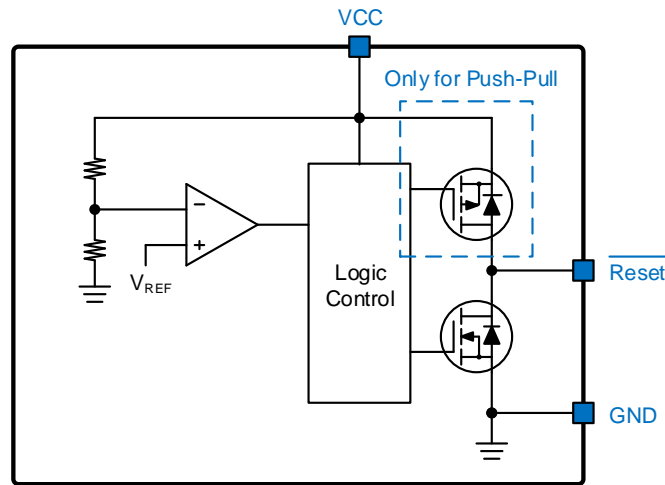 VCC
Only for Push-Pull
−
+
VREF
Logic
Control
Reset
GND